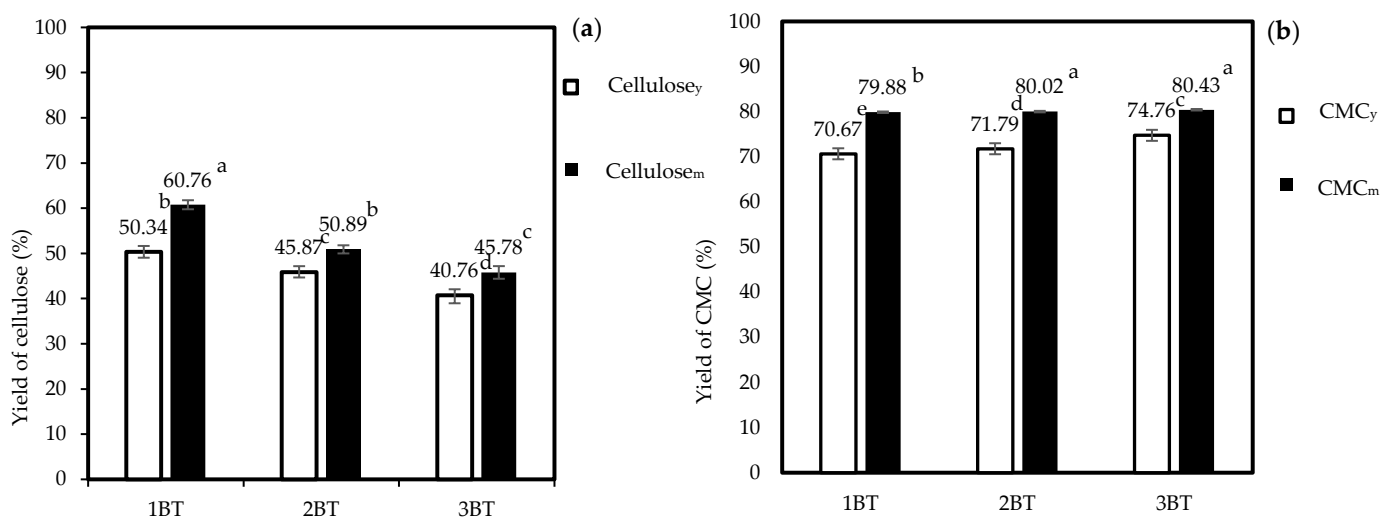 (a)
Yield of cellulose (%)
100
90
80
70
60
50
40
30
20
10
0
50.34 b
60.76 a
45.87 c
50.89 b
40.76 d
45.78 c
1BT 2BT 3BT
Cellulosey
Cellulosem
(b)
Yield of CMC (%)
100
90
80
70
60
50
40
30
20
10
0
70.67 e
79.88 b
71.79 d
80.02 a
74.76 c
80.43 a
1BT 2BT 3BT
CMCy
CMCm